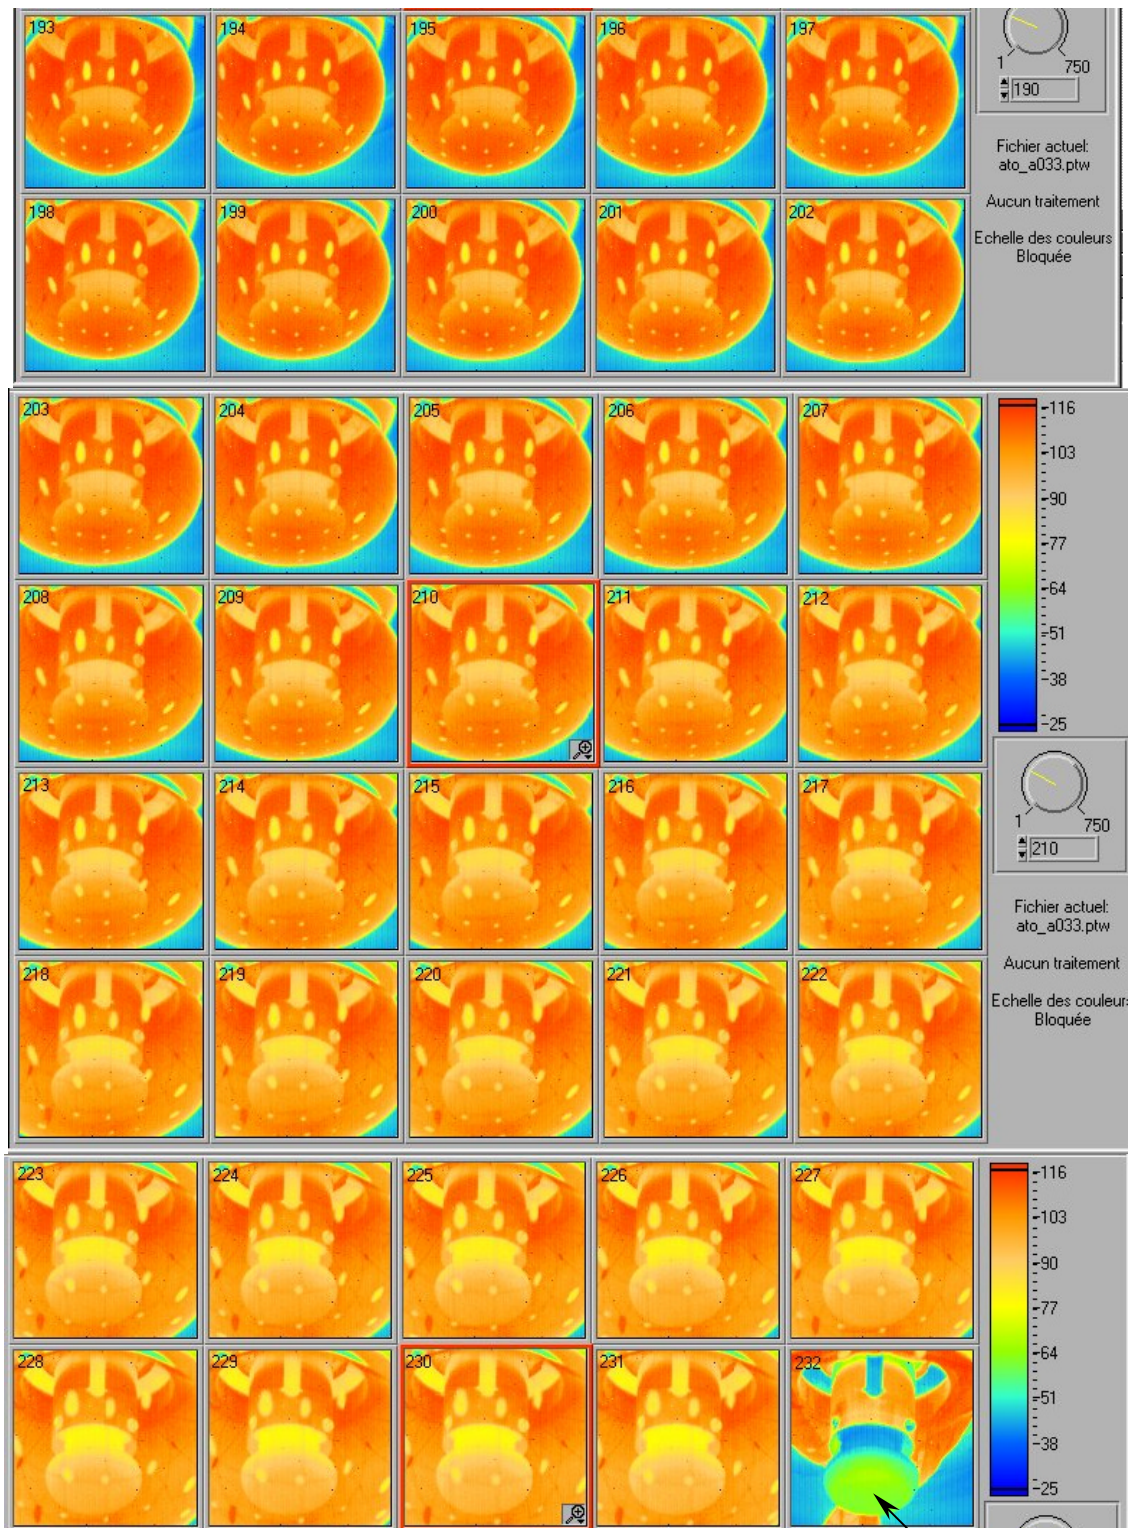 193 194 195 196 197
1 750
190
Fichier actuel:
ato_a033.ptw
Aucun traitement
Echelle des couleurs
Bloquée
198 199 200 201 202
203 204 205 206 207
-116
-103
-90
-77
-64
-51
-38
-25
208 209 210 211 212
213 214 215 216 217
1 750
210
Fichier actuel:
ato_a033.ptw
Aucun traitement
Echelle des couleurs
Bloquée
218 219 220 221 222
223 224 225 226 227
-116
-103
-90
-77
-64
-51
-38
-25
228 229 230 231 232